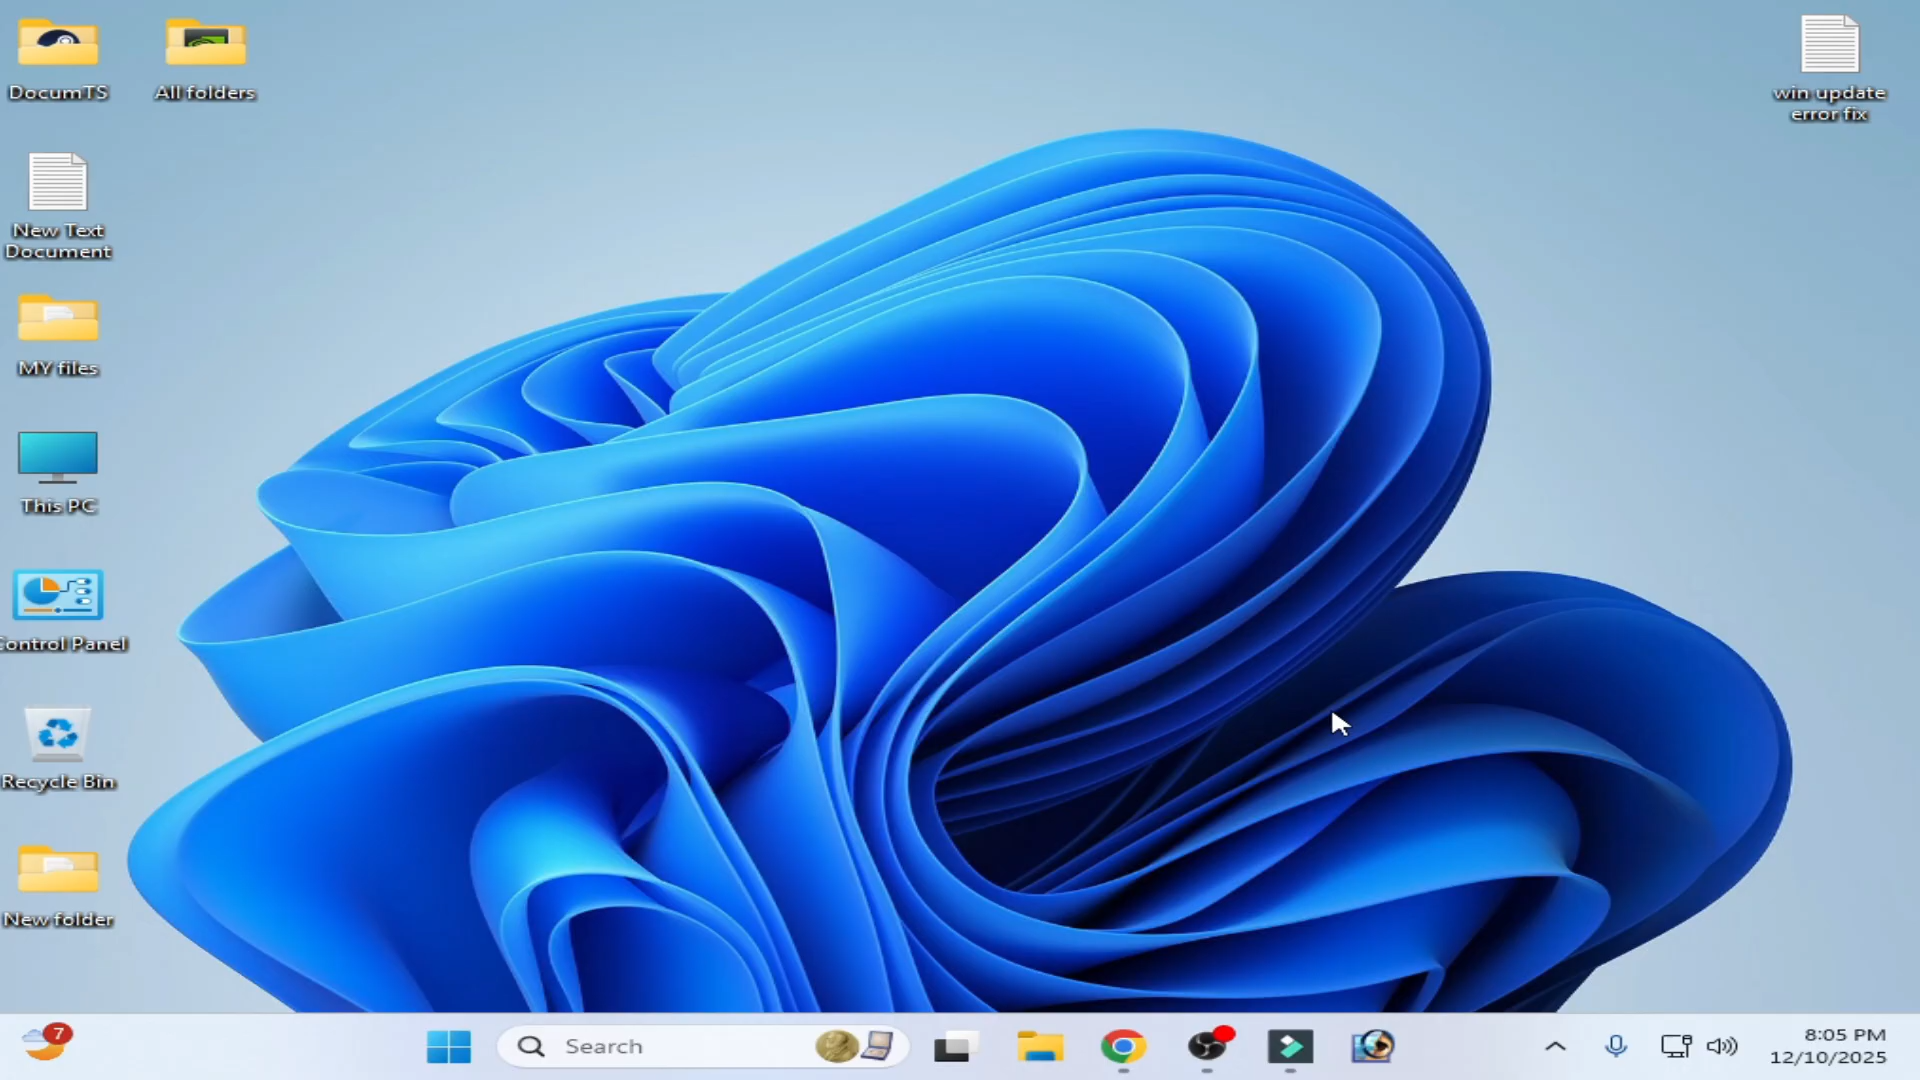 DocumTS
All folders
win update
error fix
New Text
Document
MY files
This PC
Control Panel
Recycle Bin
New folder
7
Search
8:05 PM
12/10/2025